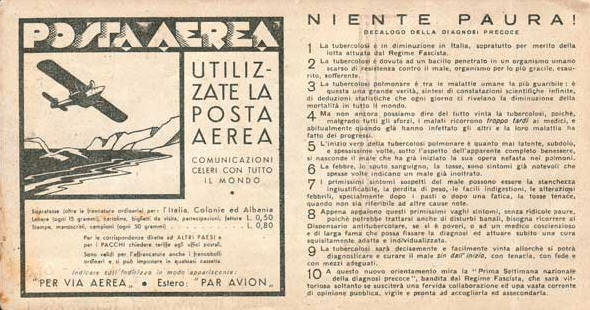 POSTA AEREA
UTILIZ-
ZATE LA
POSTA
AEREA
COMUNICAZIONI
CELERI CON TUTTO
IL MONDO
Sopratasse (oltre la francatura ordinaria) per: l'Italia, Colonie ed Albania
Lettere (ogni 15 grammi), cartoline, biglietti da visita, partecipazioni, fatture L. 0,50
Stampe, manoscritti, campioni (ogni 50 grammi) . . . . . . L. 0,80
Per le corrispondenze dirette ad ALTRI PAESI e
per i PACCHI chiedere tariffe agli uffici postali.
Sono validi per l'affrancatura anche i francobolli
ordinari e si può impostare in qualsiasi cassetta.
Indicare sull'indirizzo in modo appariscente:
"PER VIA AEREA" • Estero: "PAR AVION"
NIENTE PAURA!
DECALOGO DELLA DIAGNOSI PRECOCE
1 La tubercolosi è in diminuzione in Italia, sopratutto per merito della
lotta attuata dal Regime Fascista.
2 La tubercolosi è dovuta ad un bacillo penetrato in un organismo umano
scarso di resistenza contro il male, organismo per lo più gracile, esau-
rito, sofferente.
3 La tubercolosi polmonare è tra le malattie umane la più guaribile: è
questa una grande verità, sintesi di constatazioni scientifiche infinite,
di deduzioni statistiche che ogni giorno ci rivelano la diminuzione della
mortalità in tutto il mondo.
4 Ma non ancora possiamo dire del tutto vinta la tubercolosi, poichè,
malgrado tutti gli sforzi, i malati ricorrono troppo tardi ai medici, e
abitualmente quando già hanno infettato gli altri e la loro malattia ha
fatto dei progressi.
5 L'inizio vero della tubercolosi polmonare è quanto mai latente, subdolo,
e spessissime volte, sotto l'aspetto dell'apparente completo benessere,
si nasconde il male che ha già iniziato la sua opera nefasta nei polmoni.
6 La febbre, lo sputo sanguigno, la tosse, sono sintomi già notevoli che
spesse volte indicano un male già inoltrato.
7 I primissimi sintomi sospetti del male possono essere la stanchezza
ingiustificabile, la perdita di peso, le facili indigestioni, le alterazioni
febbrili, specialmente dopo i pasti o dopo una fatica, la tosse tenace,
quando non sia riferibile ad altre cause note.
8 Appena appaiono questi primissimi vaghi sintomi, senza ridicole paure,
poichè potrebbe trattarsi anche di disturbi banali, bisogna ricorrere ai
Dispensario antitubercolare, se si è poveri, o ad un medico coscienzioso
e di larga fama che possa fissare la diagnosi ed attuare subito una cura
squisitamente adatta e individualizzata.
9 La tubercolosi sarà decisamente e facilmente vinta allorchè si potrà
diagnosticare e curare il male sin dall'inizio, con tenacia, con fede e
con mezzi adeguati.
10 A questo nuovo orientamento mira la "Prima Settimana nazionale
della diagnosi precoce", bandita dal Regime Fascista, che sarà vit-
toriosa soltanto se susciterà una fervida collaborazione ed una vasta corrente
di opinione pubblica, vigile e pronta ad accoglierla ed assecondarla.